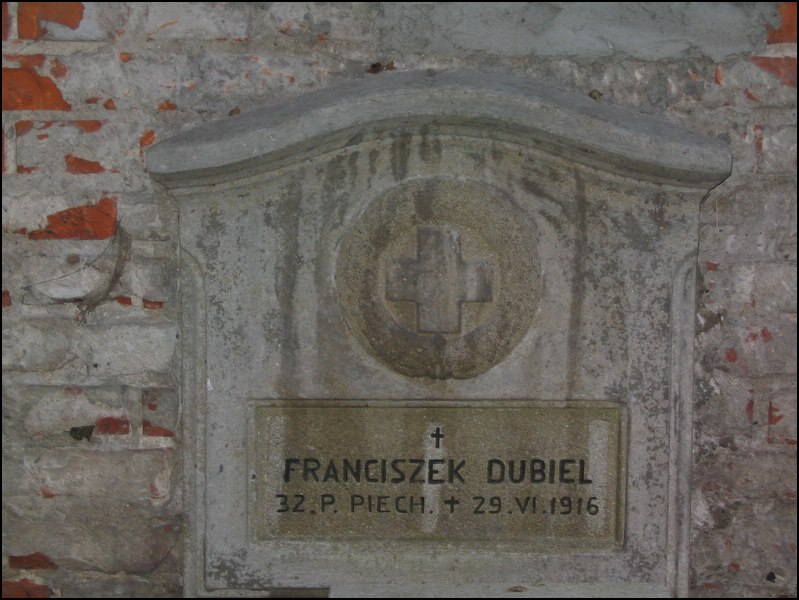 ✝
FRANCISZEK DUBIEL
32.P. PIECH. ✝ 29.VI.1916